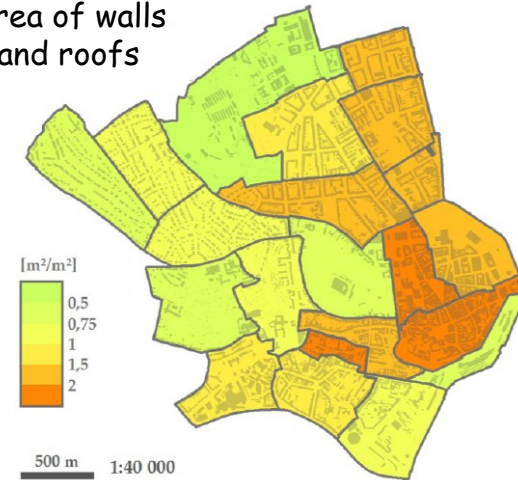 rea of walls
and roofs
[m²/m²]
0,5
0,75
1
1,5
2
500 m 1:40 000